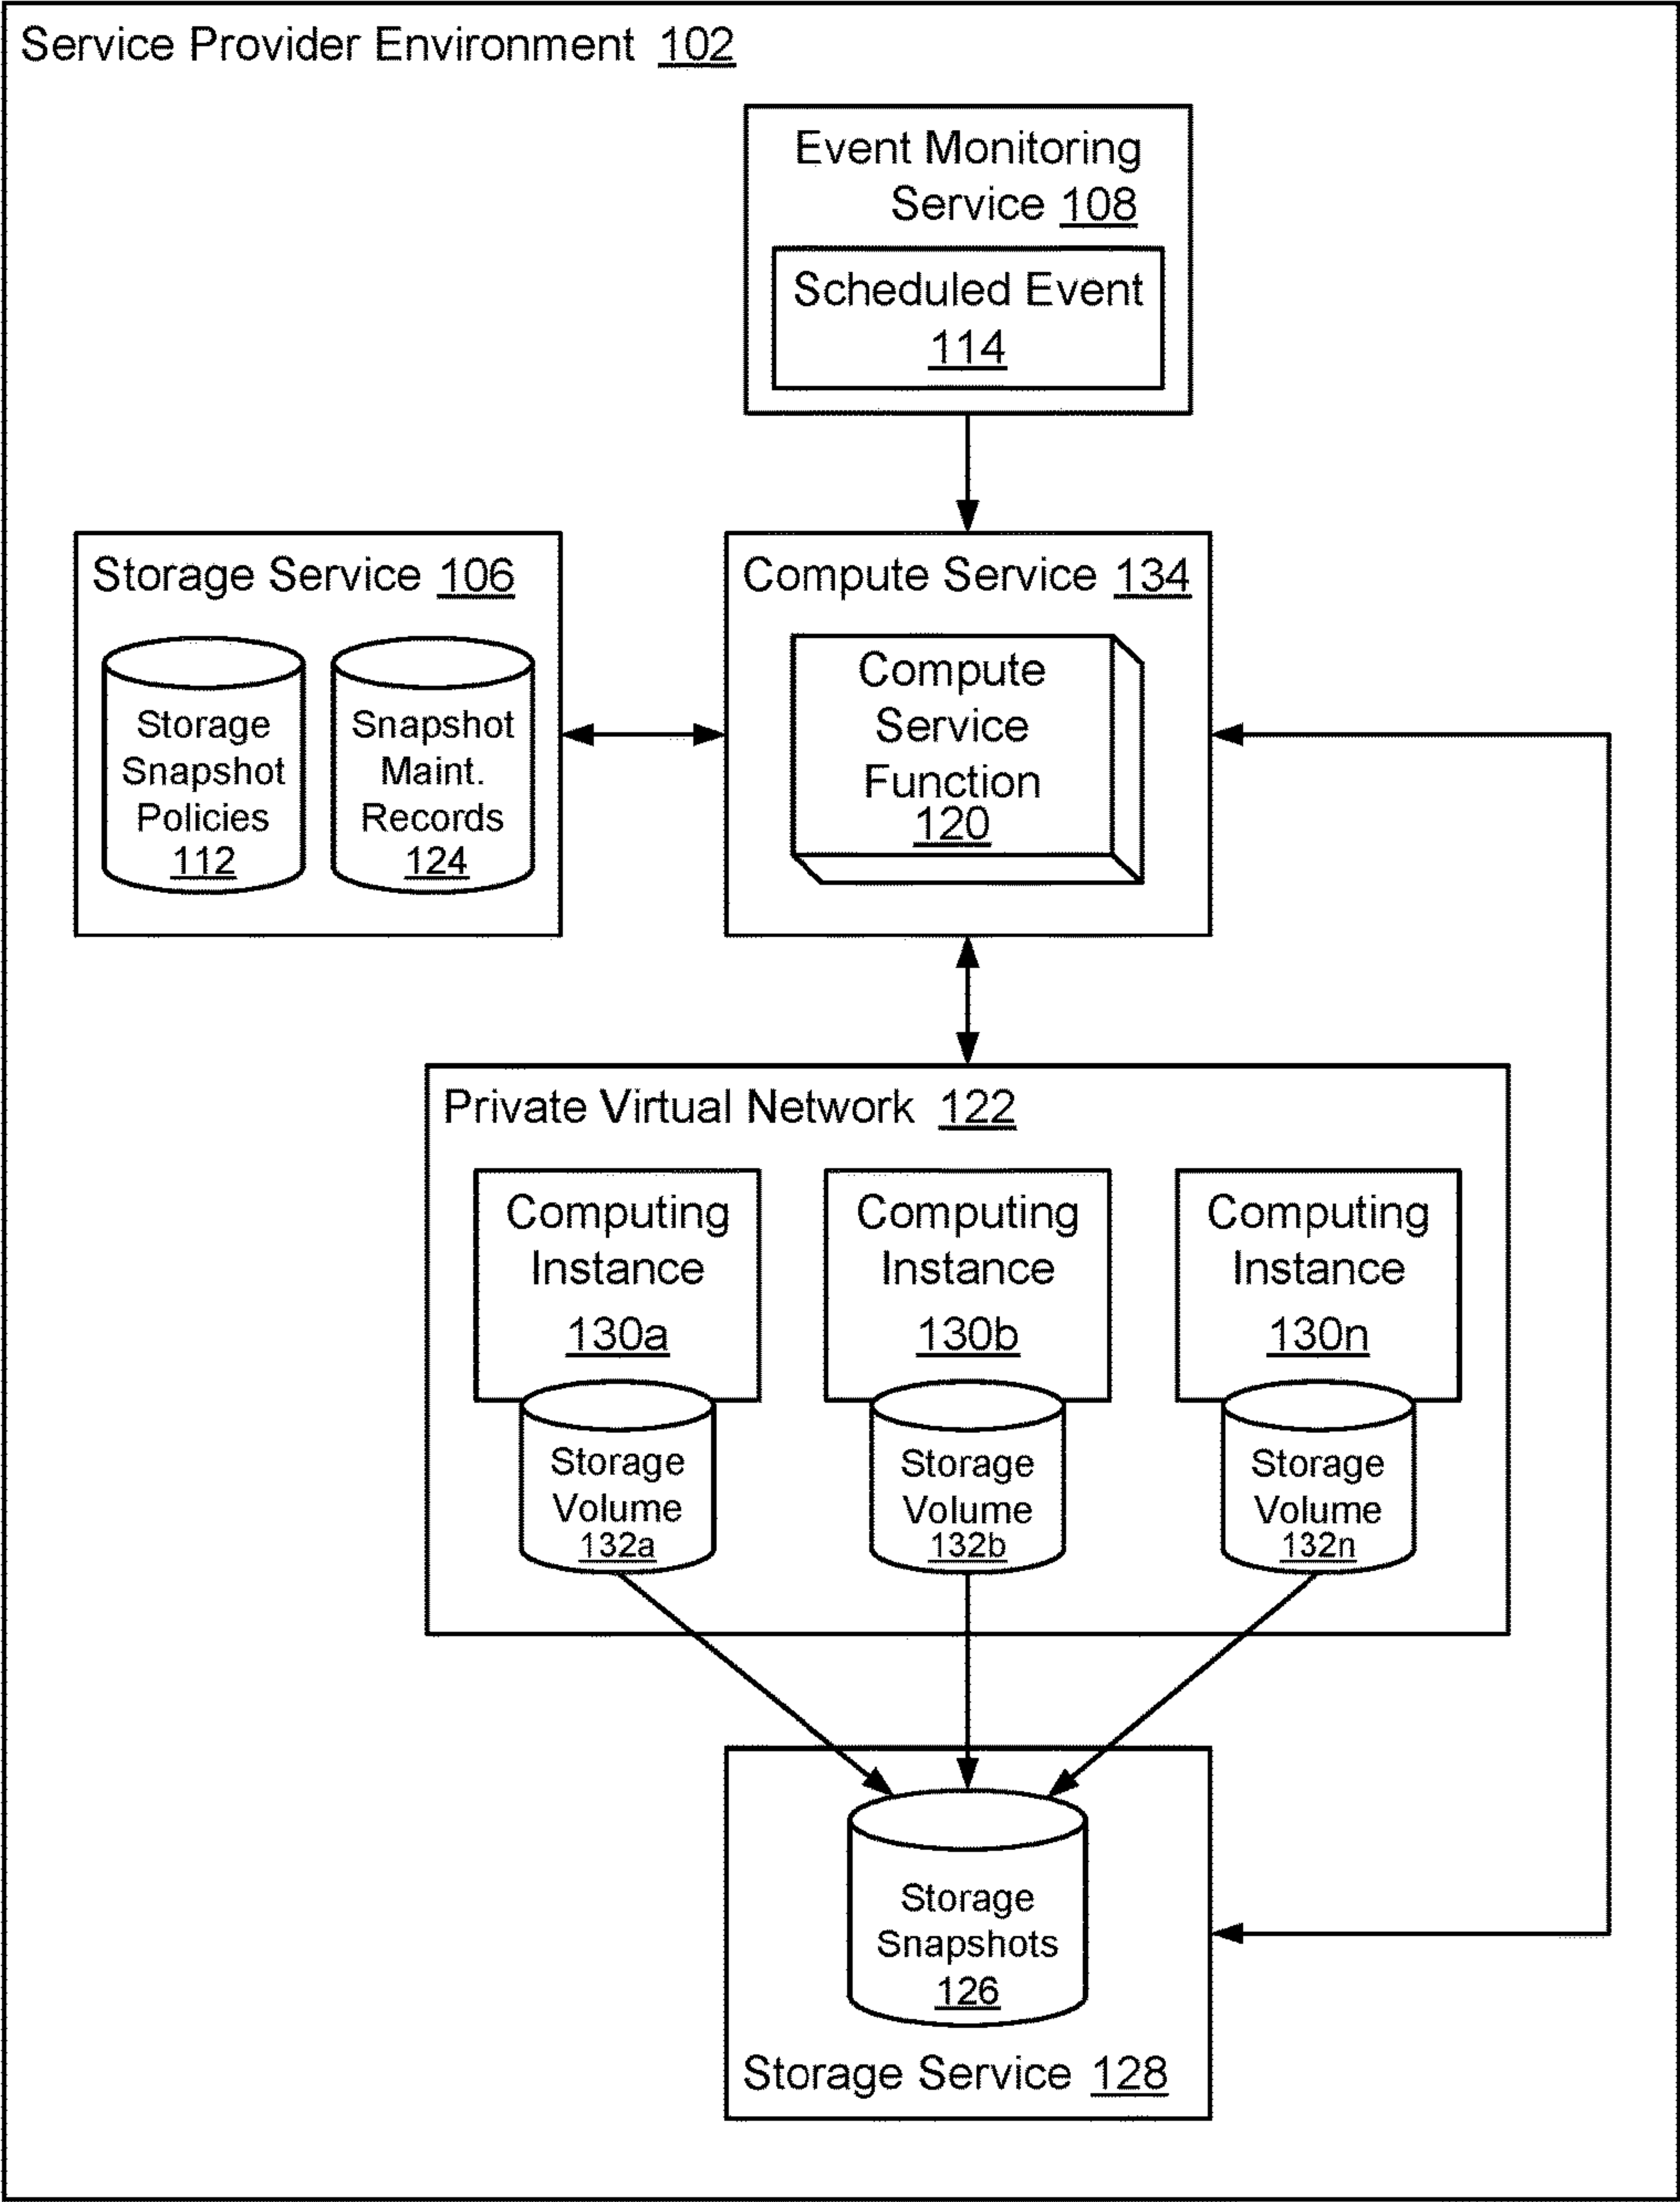 Service Provider Environment 102
Event Monitoring
Service 108
Scheduled Event
114
Storage Service 106
Storage
Snapshot
Policies
112
Snapshot
Maint.
Records
124
Compute Service 134
Compute
Service
Function
120
Private Virtual Network 122
Computing
Instance
130a
Storage
Volume
132a
Computing
Instance
130b
Storage
Volume
132b
Computing
Instance
130n
Storage
Volume
132n
Storage
Snapshots
126
Storage Service 128